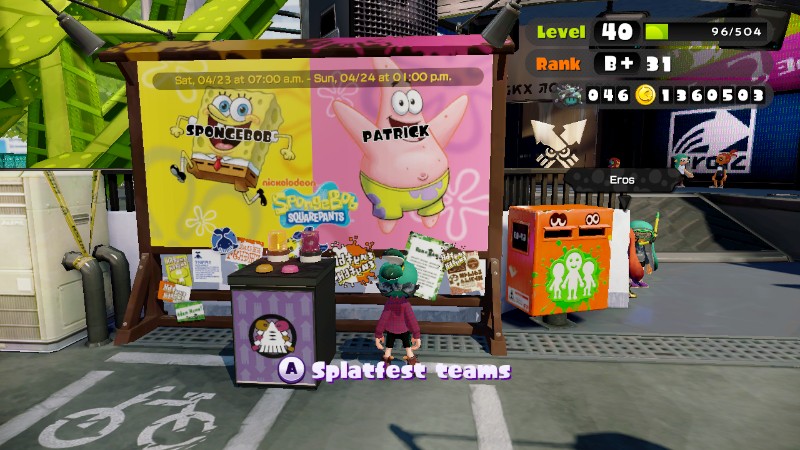 Level 40 96/504
Rank B+ 31
046 1360503
Sat, 04/23 at 07:00 a.m. - Sun, 04/24 at 01:00 p.m.
SPONGEBOB
PATRICK
nickelodeon
SpongeBob
SQUAREPANTS
Eros
A Splatfest teams